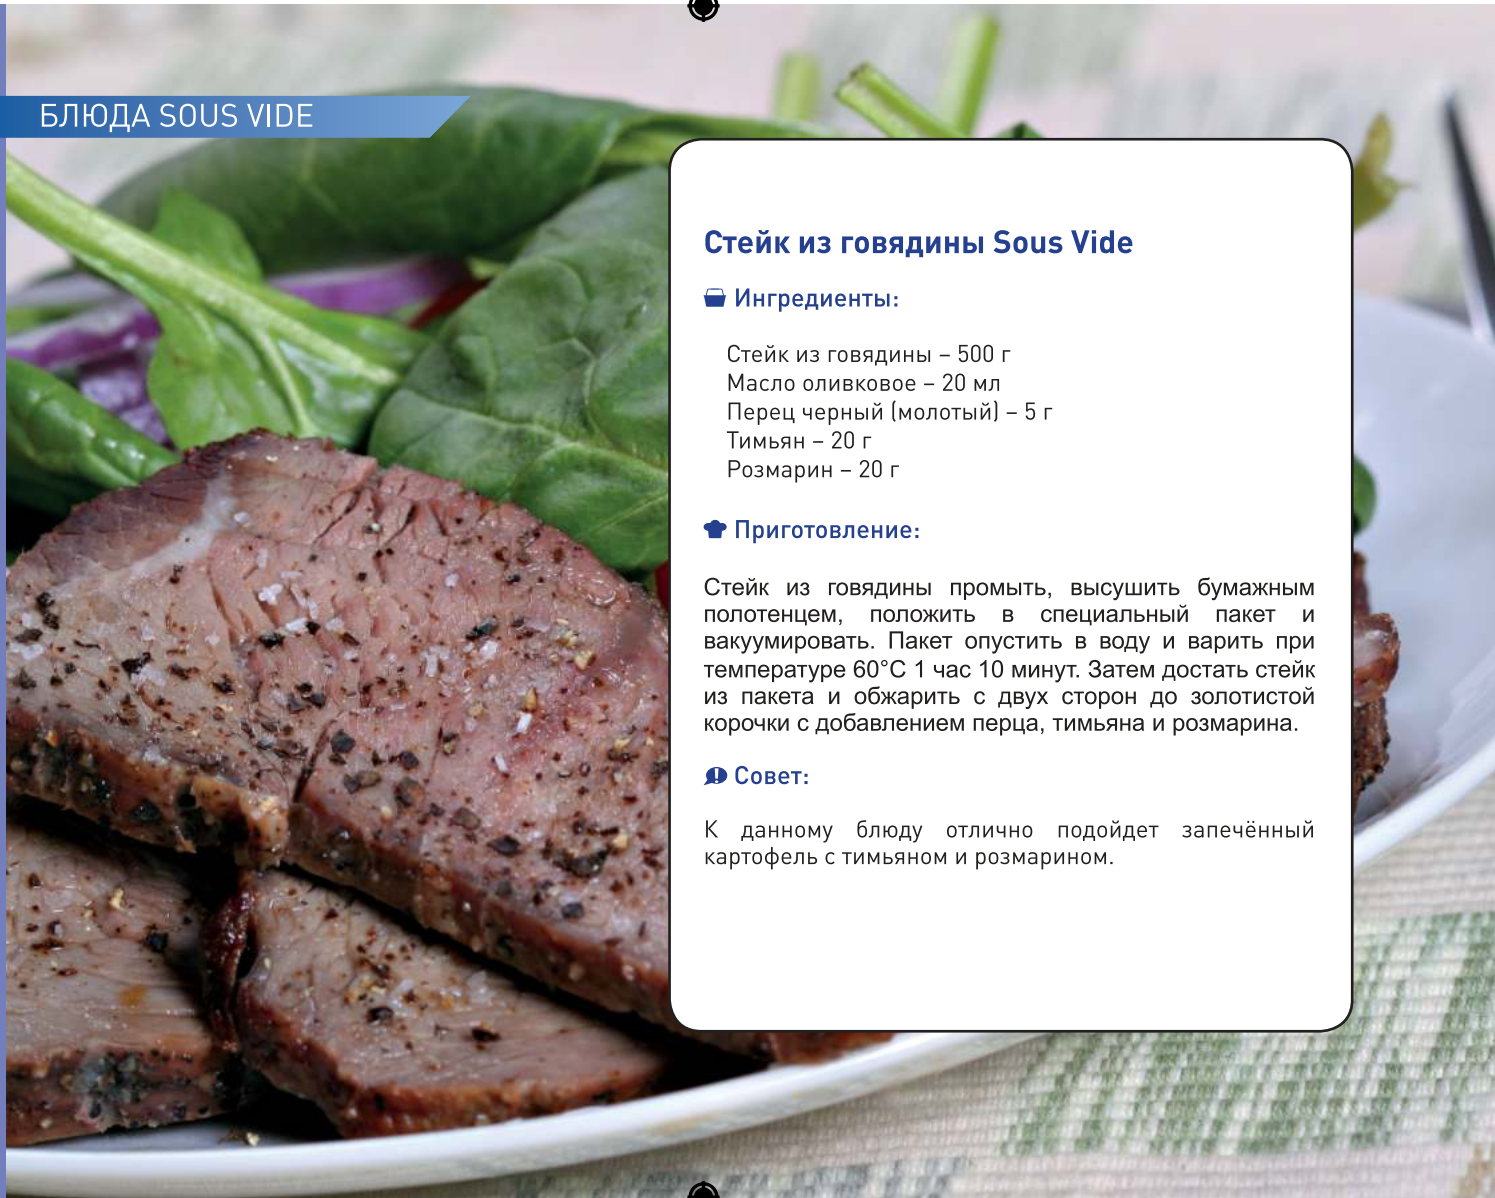 БЛЮДА SOUS VIDE
Стейк из говядины Sous Vide
Ингредиенты:
Стейк из говядины – 500 г
Масло оливковое – 20 мл
Перец черный (молотый) – 5 г
Тимьян – 20 г
Розмарин – 20 г
Приготовление:
Стейк из говядины промыть, высушить бумажным
полотенцем, положить в специальный пакет и
вакуумировать. Пакет опустить в воду и варить при
температуре 60°С 1 час 10 минут. Затем достать стейк
из пакета и обжарить с двух сторон до золотистой
корочки с добавлением перца, тимьяна и розмарина.
Совет:
К данному блюду отлично подойдет запечённый
картофель с тимьяном и розмарином.